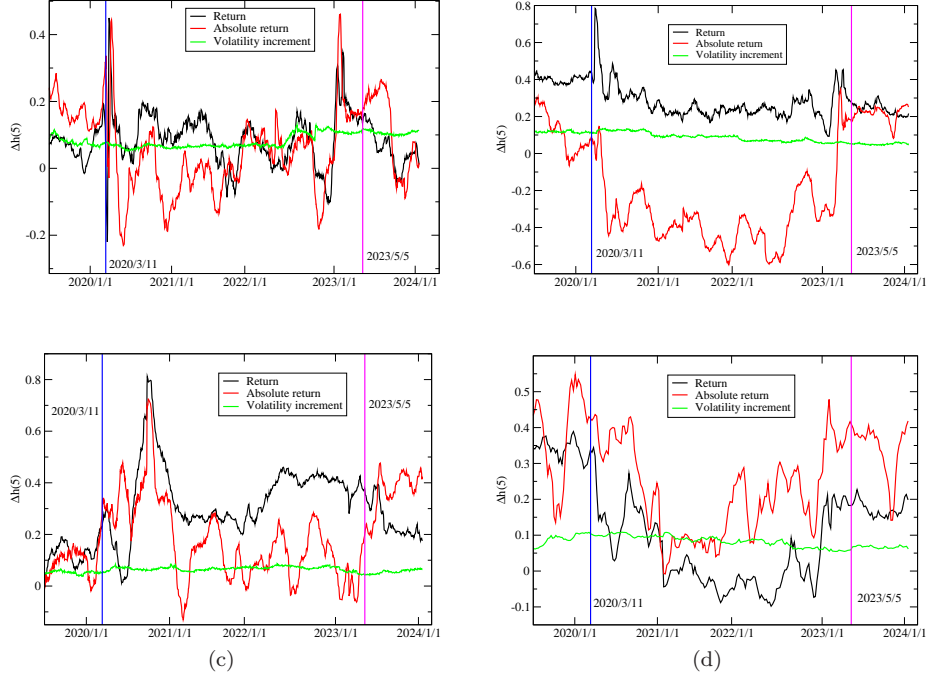 Return
Absolute return
Volatility increment
Δh(5)
0.4
0.2
0
-0.2
2020/3/11
2023/5/5
2020/1/1 2021/1/1 2022/1/1 2023/1/1 2024/1/1
Return
Absolute return
Volatility increment
Δh(5)
0.8
0.6
0.4
0.2
0
-0.2
-0.4
-0.6
2020/3/11
2023/5/5
2020/1/1 2021/1/1 2022/1/1 2023/1/1 2024/1/1
Return
Absolute return
Volatility increment
Δh(5)
0.8
0.6
0.4
0.2
0
2020/3/11
2023/5/5
2020/1/1 2021/1/1 2022/1/1 2023/1/1 2024/1/1
(c)
Return
Absolute return
Volatility increment
Δh(5)
0.5
0.4
0.3
0.2
0.1
0
-0.1
2020/3/11
2023/5/5
2020/1/1 2021/1/1 2022/1/1 2023/1/1 2024/1/1
(d)